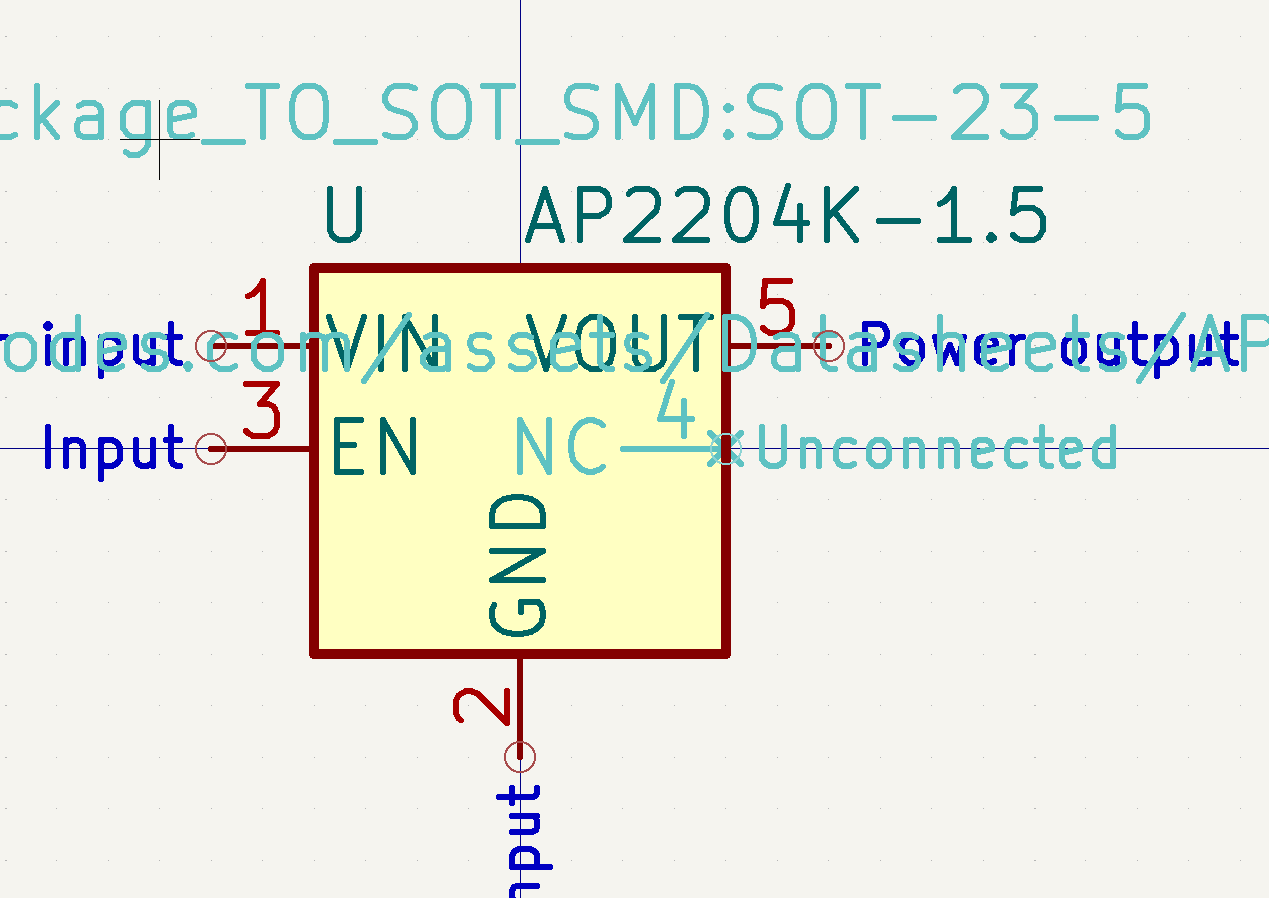 ckage_TO_SOT_SMD:SOT-23-5
U AP2204K-1.5
1 5
input VIN VOUT Power output
odes.com/assets/Datasheets/AP
3 4
Input EN NC Unconnected
GND
2
nput